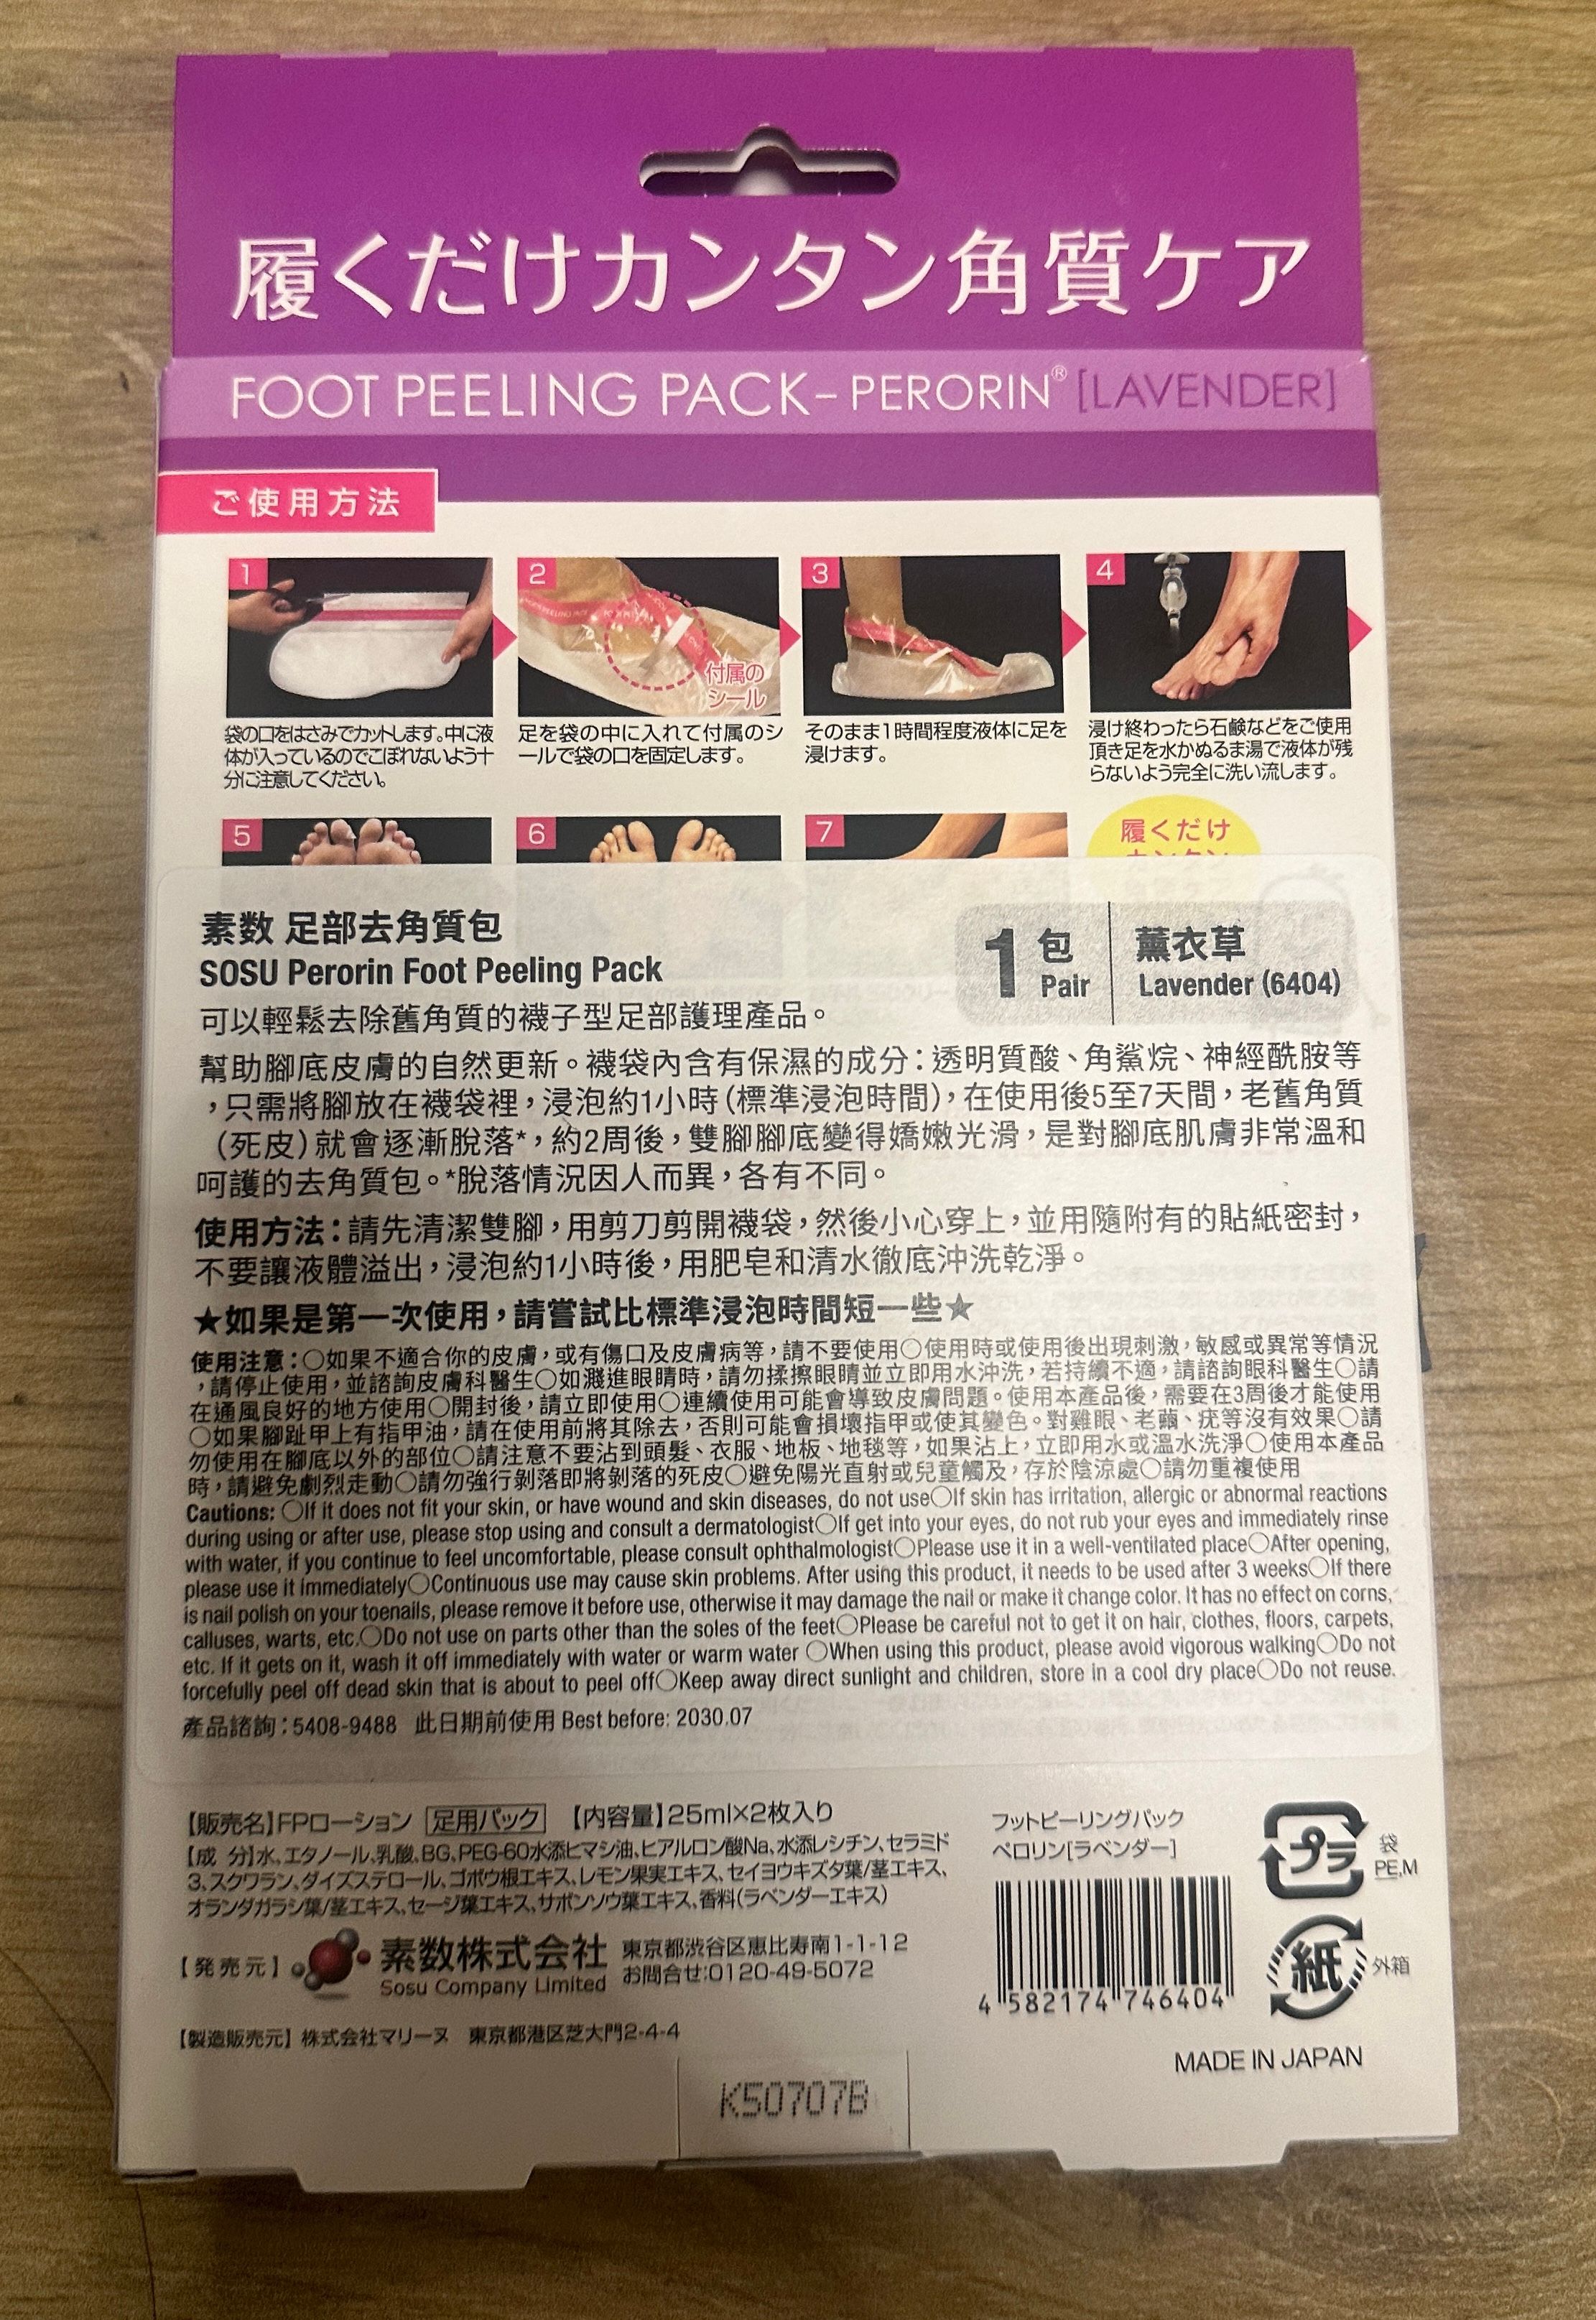 履くだけカンタン角質ケア
FOOT PEELING PACK–PERORIN® [LAVENDER]
ご使用方法
1
2
3
4
付属の
シール
袋の口をはさみでカットします。中に液
体が入っているのでこぼれないよう十
分に注意してください。
足を袋の中に入れて付属のシ
ールで袋の口を固定します。
そのまま1時間程度液体に足を
浸けます。
浸け終わったら石鹸などをご使用
頂き足を水かぬるま湯で液体が残
らないよう完全に洗い流します。
5
6
7
履くだけ
カンタン
素数 足部去角質包
SOSU Perorin Foot Peeling Pack
1 包 Pair
薰衣草
Lavender (6404)
可以輕鬆去除舊角質的襪子型足部護理產品。
幫助腳底皮膚的自然更新。襪袋內含有保濕的成分：透明質酸、角鯊烷、神經酰胺等
，只需將腳放在襪袋裡，浸泡約1小時(標準浸泡時間)，在使用後5至7天間，老舊角質
(死皮)就會逐漸脫落*，約2周後，雙腳腳底變得嬌嫩光滑，是對腳底肌膚非常溫和
呵護的去角質包。*脫落情況因人而異，各有不同。
使用方法：請先清潔雙腳，用剪刀剪開襪袋，然後小心穿上，並用隨附有的貼紙密封，
不要讓液體溢出，浸泡約1小時後，用肥皂和清水徹底沖洗乾淨。
★如果是第一次使用，請嘗試比標準浸泡時間短一些★
使用注意：○如果不適合你的皮膚，或有傷口及皮膚病等，請不要使用○使用時或使用後出現刺激，敏感或異常等情況
，請停止使用，並諮詢皮膚科醫生○如濺進眼睛時，請勿揉擦眼睛並立即用水沖洗，若持續不適，請諮詢眼科醫生○請
在通風良好的地方使用○開封後，請立即使用○連續使用可能會導致皮膚問題。使用本產品後，需要在3周後才能使用
○如果腳趾甲上有指甲油，請在使用前將其除去，否則可能會損壞指甲或使其變色。對雞眼、老繭、疣等沒有效果○請
勿使用在腳底以外的部位○請注意不要沾到頭髮、衣服、地板、地毯等，如果沾上，立即用水或溫水洗淨○使用本產品
時，請避免劇烈走動○請勿強行剝落即將剝落的死皮○避免陽光直射或兒童觸及，存於陰涼處○請勿重複使用
Cautions: ○If it does not fit your skin, or have wound and skin diseases, do not use○If skin has irritation, allergic or abnormal reactions
during using or after use, please stop using and consult a dermatologist○If get into your eyes, do not rub your eyes and immediately rinse
with water, if you continue to feel uncomfortable, please consult ophthalmologist○Please use it in a well-ventilated place○After opening,
please use it immediately○Continuous use may cause skin problems. After using this product, it needs to be used after 3 weeks○If there
is nail polish on your toenails, please remove it before use, otherwise it may damage the nail or make it change color. It has no effect on corns,
calluses, warts, etc.○Do not use on parts other than the soles of the feet○Please be careful not to get it on hair, clothes, floors, carpets,
etc. If it gets on it, wash it off immediately with water or warm water ○When using this product, please avoid vigorous walking○Do not
forcefully peel off dead skin that is about to peel off○Keep away direct sunlight and children, store in a cool dry place○Do not reuse.
產品諮詢：5408-9488 此日期前使用 Best before: 2030.07
【販売名】FPローション 足用パック 【内容量】25ml×2枚入り
【成 分】水、エタノール、乳酸、BG、PEG-60水添ヒマシ油、ヒアルロン酸Na、水添レシチン、セラミド
3、スクワラン、ダイズステロール、ゴボウ根エキス、レモン果実エキス、セイヨウキズタ葉/茎エキス、
オランダガラシ葉/茎エキス、セージ葉エキス、サボンソウ葉エキス、香料(ラベンダーエキス)
【発売元】
素数株式会社
Sosu Company Limited
東京都渋谷区恵比寿南1-1-12
お問合せ：0120-49-5072
【製造販売元】株式会社マリーヌ 東京都港区芝大門2-4-4
フットピーリングパック
ペロリン[ラベンダー]
4 582174 746404
プラ
袋
PE,M
紙
外箱
MADE IN JAPAN
K50707B